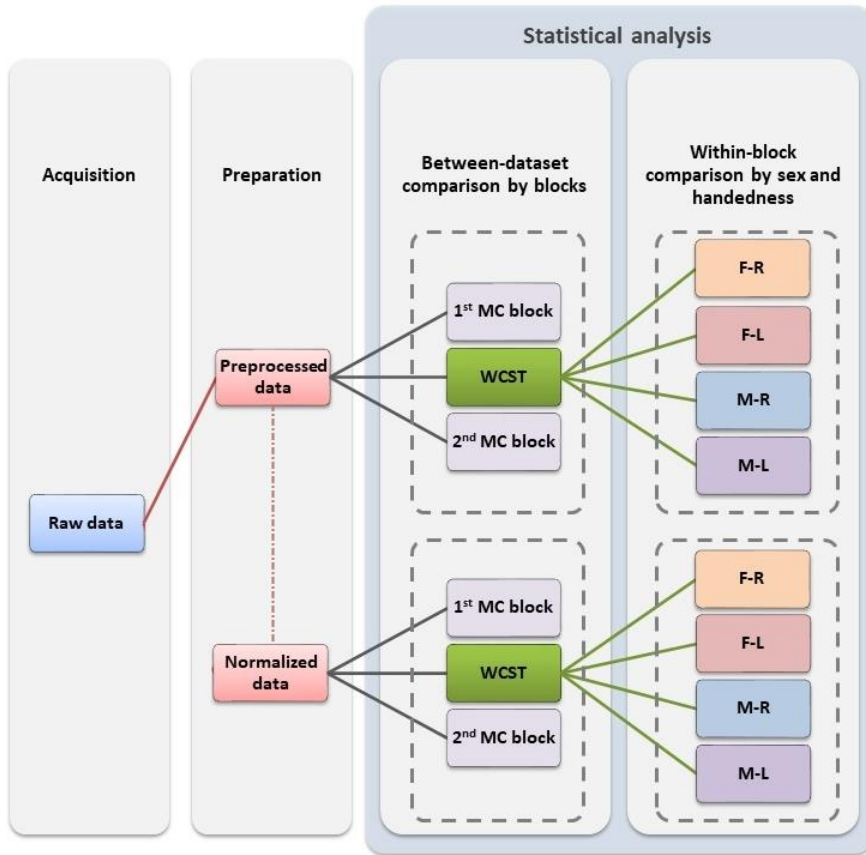 Statistical analysis
Acquisition
Preparation
Between-dataset
comparison by blocks
Within-block
comparison by sex and
handedness
Raw data
Preprocessed
data
1st MC block
WCST
2nd MC block
F-R
F-L
M-R
M-L
Normalized
data
1st MC block
WCST
2nd MC block
F-R
F-L
M-R
M-L